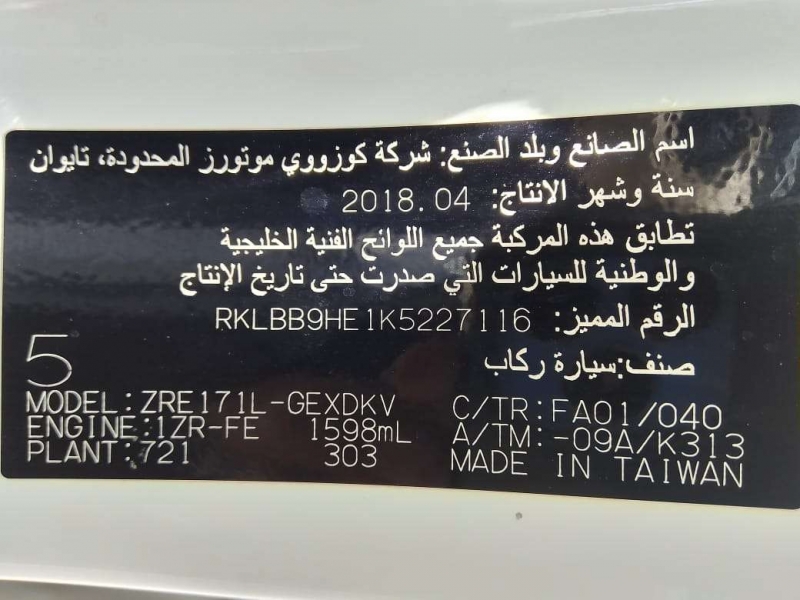 اسم الصانع وبلد الصنع: شركة كوزووي موتورز المحدودة، تايوان
سنة وشهر الانتاج: 2018.04
تطابق هذه المركبة جميع اللوائح الفنية الخليجية
والوطنية للسيارات التي صدرت حتى تاريخ الإنتاج
الرقم المميز: RKLBB9HE1K5227116
صنف:سيارة ركاب
5
MODEL:ZRE171L-GEXDKV C/TR:FA01/040
ENGINE:1ZR-FE 1598mL A/TM:-09A/K313
PLANT:721 303 MADE IN TAIWAN